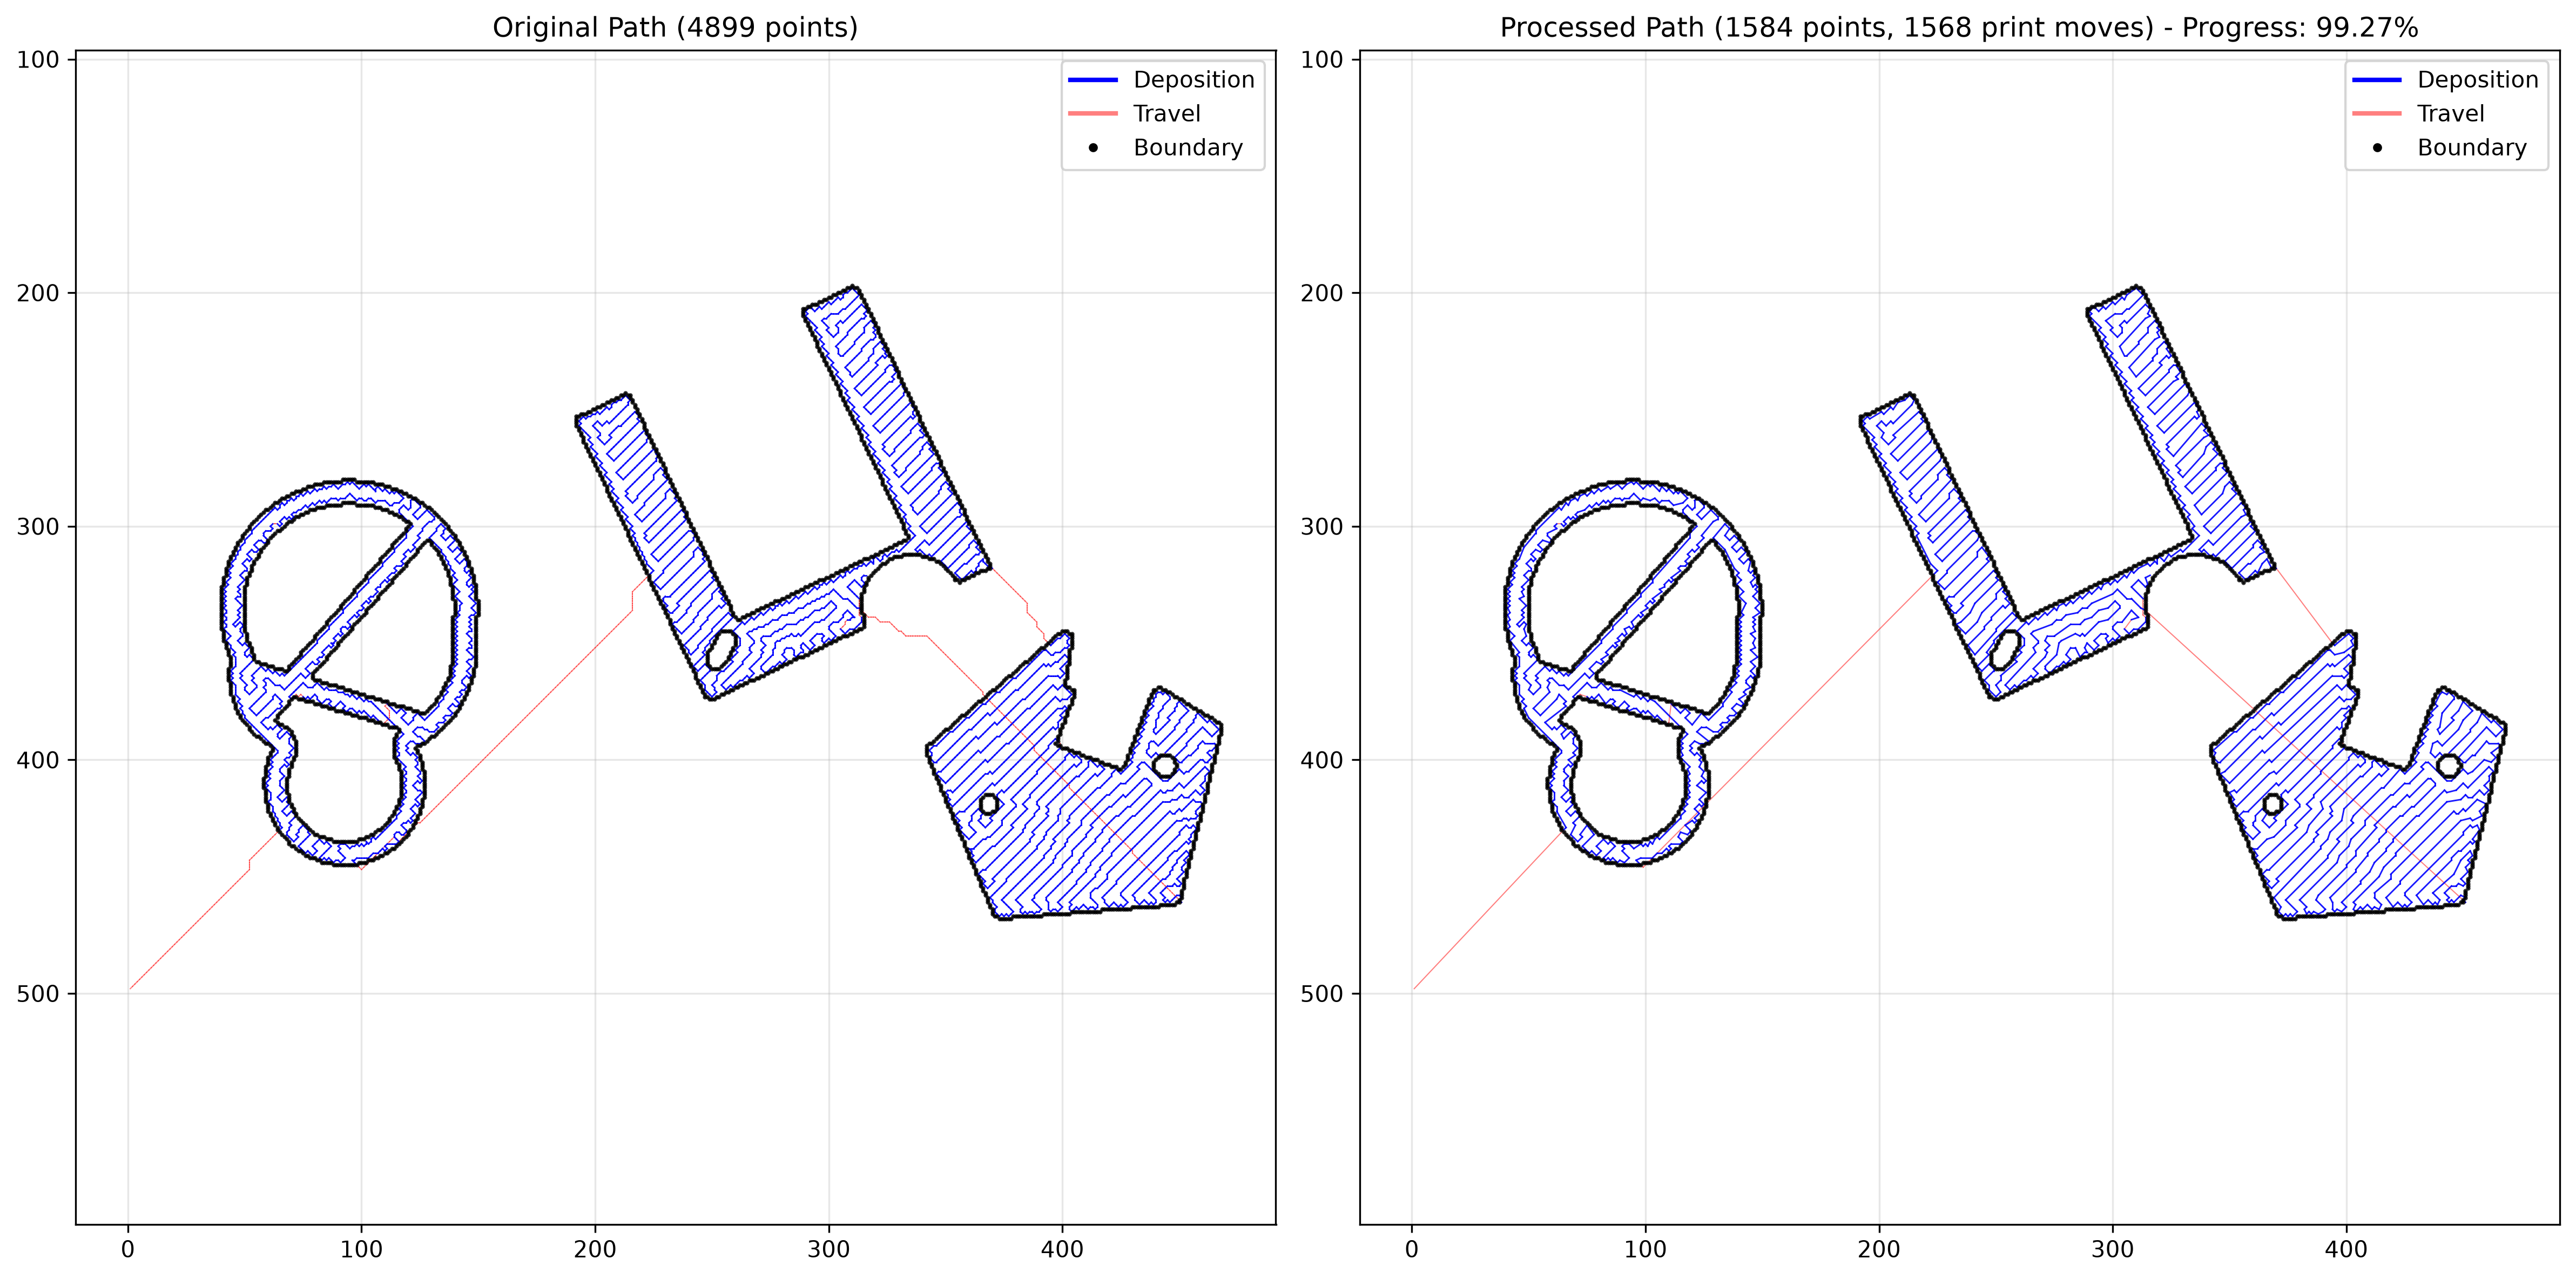 Original Path (4899 points)
100
200
300
400
500
0 100 200 300 400
Deposition
Travel
Boundary
Processed Path (1584 points, 1568 print moves) - Progress: 99.27%
100
200
300
400
500
0 100 200 300 400
Deposition
Travel
Boundary